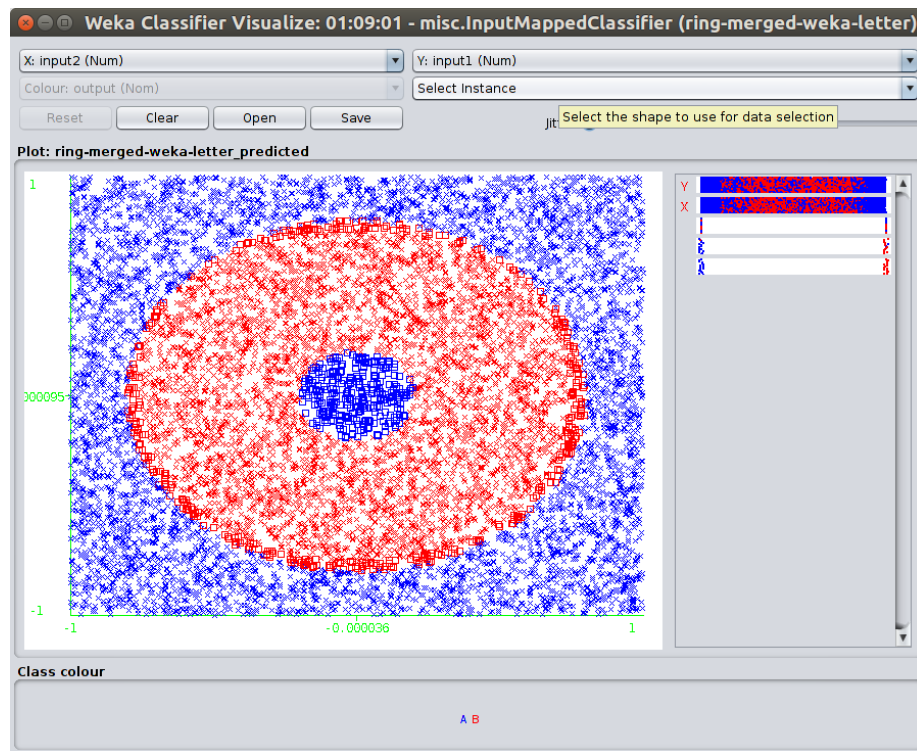 Weka Classifier Visualize: 01:09:01 - misc.InputMappedClassifier (ring-merged-weka-letter)
X: input2 (Num)
Y: input1 (Num)
Colour: output (Nom)
Select Instance
Reset
Clear
Open
Save
Jit
Select the shape to use for data selection
Plot: ring-merged-weka-letter_predicted
1
Y
X
000095
-1
-1
-0.000036
1
Class colour
A B